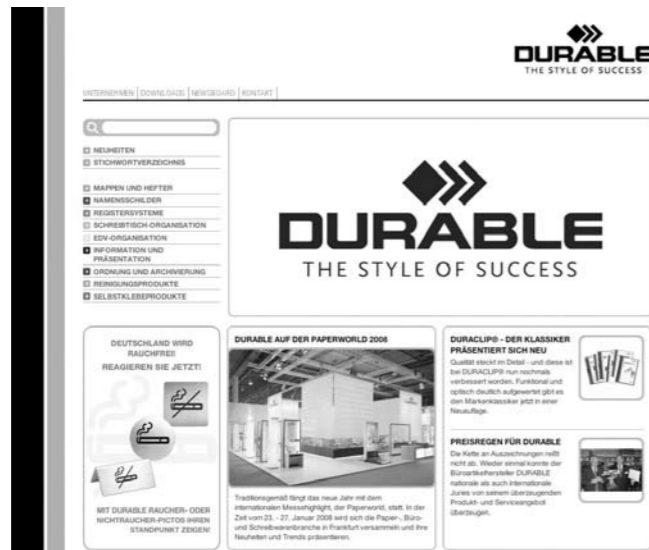 DURABLE
THE STYLE OF SUCCESS
UNTERNEHMEN | DOWNLOADS | NEWSBOARD | KONTAKT
NEUHEITEN
STICHWORTVERZEICHNIS
MAPPEN UND HEFTER
NAMENSSCHILDER
REGISTERSYSTEME
SCHREIBTISCH-ORGANISATION
EDV-ORGANISATION
INFORMATION UND
PRÄSENTATION
ORDNUNG UND ARCHIVIERUNG
REINIGUNGSPRODUKTE
SELBSTKLEBEPRODUKTE
DURABLE
THE STYLE OF SUCCESS
DEUTSCHLAND WIRD
RAUCHFREI!
REAGIEREN SIE JETZT!
MIT DURABLE RAUCHER- ODER
NICHTRAUCHER-PICTOS IHREN
STANDPUNKT ZEIGEN!
DURABLE AUF DER PAPERWORLD 2008
Traditionsgemäß fängt das neue Jahr mit dem
internationalen Messehighlight, der Paperworld, statt. In der
Zeit vom 23. - 27. Januar 2008 wird sich die Papier-, Büro-
und Schreibwarenbranche in Frankfurt versammeln und ihre
Neuheiten und Trends präsentieren.
DURACLIP® - DER KLASSIKER
PRÄSENTIERT SICH NEU
Qualität steckt im Detail - und diese ist
bei DURACLIP® nun nochmals
verbessert worden. Funktional und
optisch deutlich aufgewertet gibt es
den Markenklassiker jetzt in einer
Neuauflage.
PREISREGEN FÜR DURABLE
Die Kette an Auszeichnungen reißt
nicht ab. Wieder einmal konnte der
Büroartikelhersteller DURABLE
nationale als auch internationale
Juries von seinem überzeugenden
Produkt- und Serviceangebot
überzeugen.